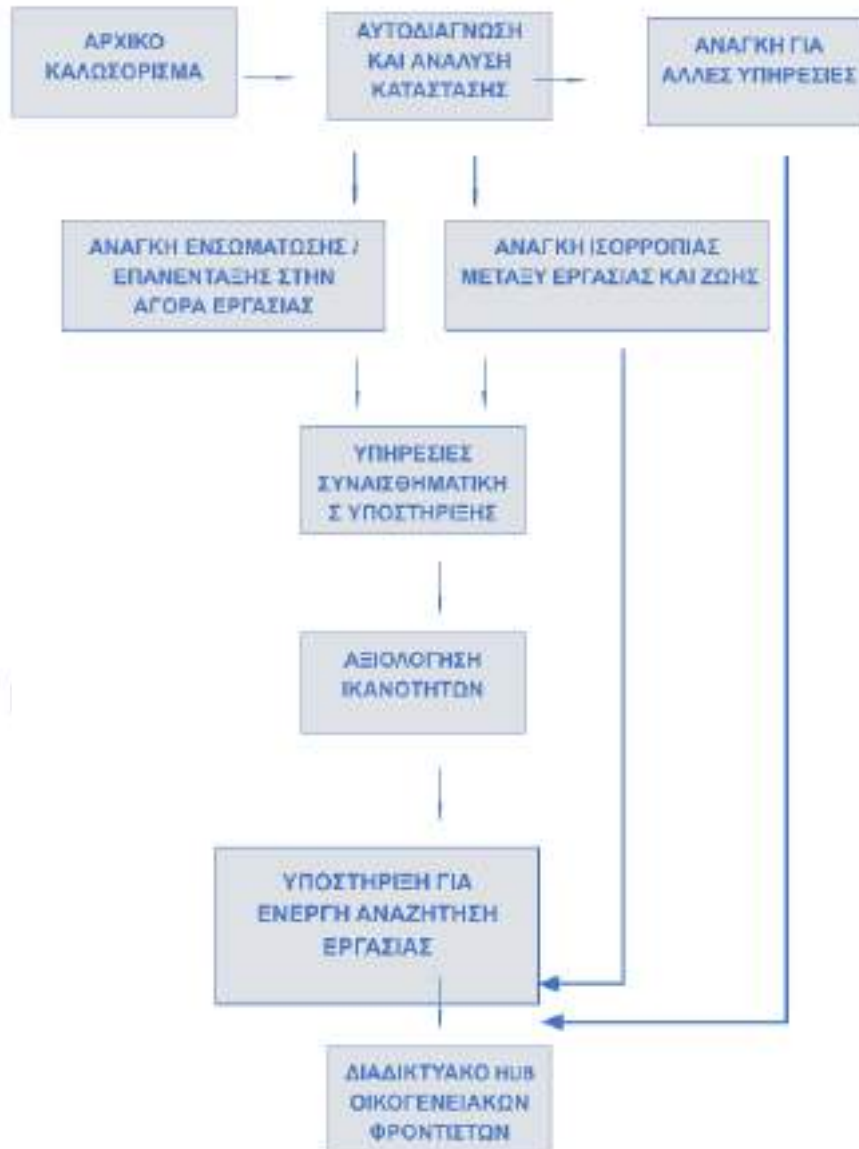 ΑΡΧΙΚΟ
ΚΑΛΩΣΟΡΙΣΜΑ
ΑΥΤΟΔΙΑΓΝΩΣΗ
ΚΑΙ ΑΝΑΛΥΣΗ
ΚΑΤΑΣΤΑΣΗΣ
ΑΝΑΓΚΗ ΓΙΑ
ΑΛΛΕΣ ΥΠΗΡΕΣΙΕΣ
ΑΝΑΓΚΗ ΕΝΣΩΜΑΤΩΣΗΣ /
ΕΠΑΝΕΝΤΑΞΗΣ ΣΤΗΝ
ΑΓΟΡΑ ΕΡΓΑΣΙΑΣ
ΑΝΑΓΚΗ ΙΣΟΡΡΟΠΙΑΣ
ΜΕΤΑΞΥ ΕΡΓΑΣΙΑΣ ΚΑΙ ΖΩΗΣ
ΥΠΗΡΕΣΙΕΣ
ΣΥΝΑΙΣΘΗΜΑΤΙΚΗ
Σ ΥΠΟΣΤΗΡΙΞΗΣ
ΑΞΙΟΛΟΓΗΣΗ
ΙΚΑΝΟΤΗΤΩΝ
ΥΠΟΣΤΗΡΙΞΗ ΓΙΑ
ΕΝΕΡΓΗ ΑΝΑΖΗΤΗΣΗ
ΕΡΓΑΣΙΑΣ
ΔΙΑΔΙΚΤΥΑΚΟ HUB
ΟΙΚΟΓΕΝΕΙΑΚΩΝ
ΦΡΟΝΤΙΣΤΩΝ